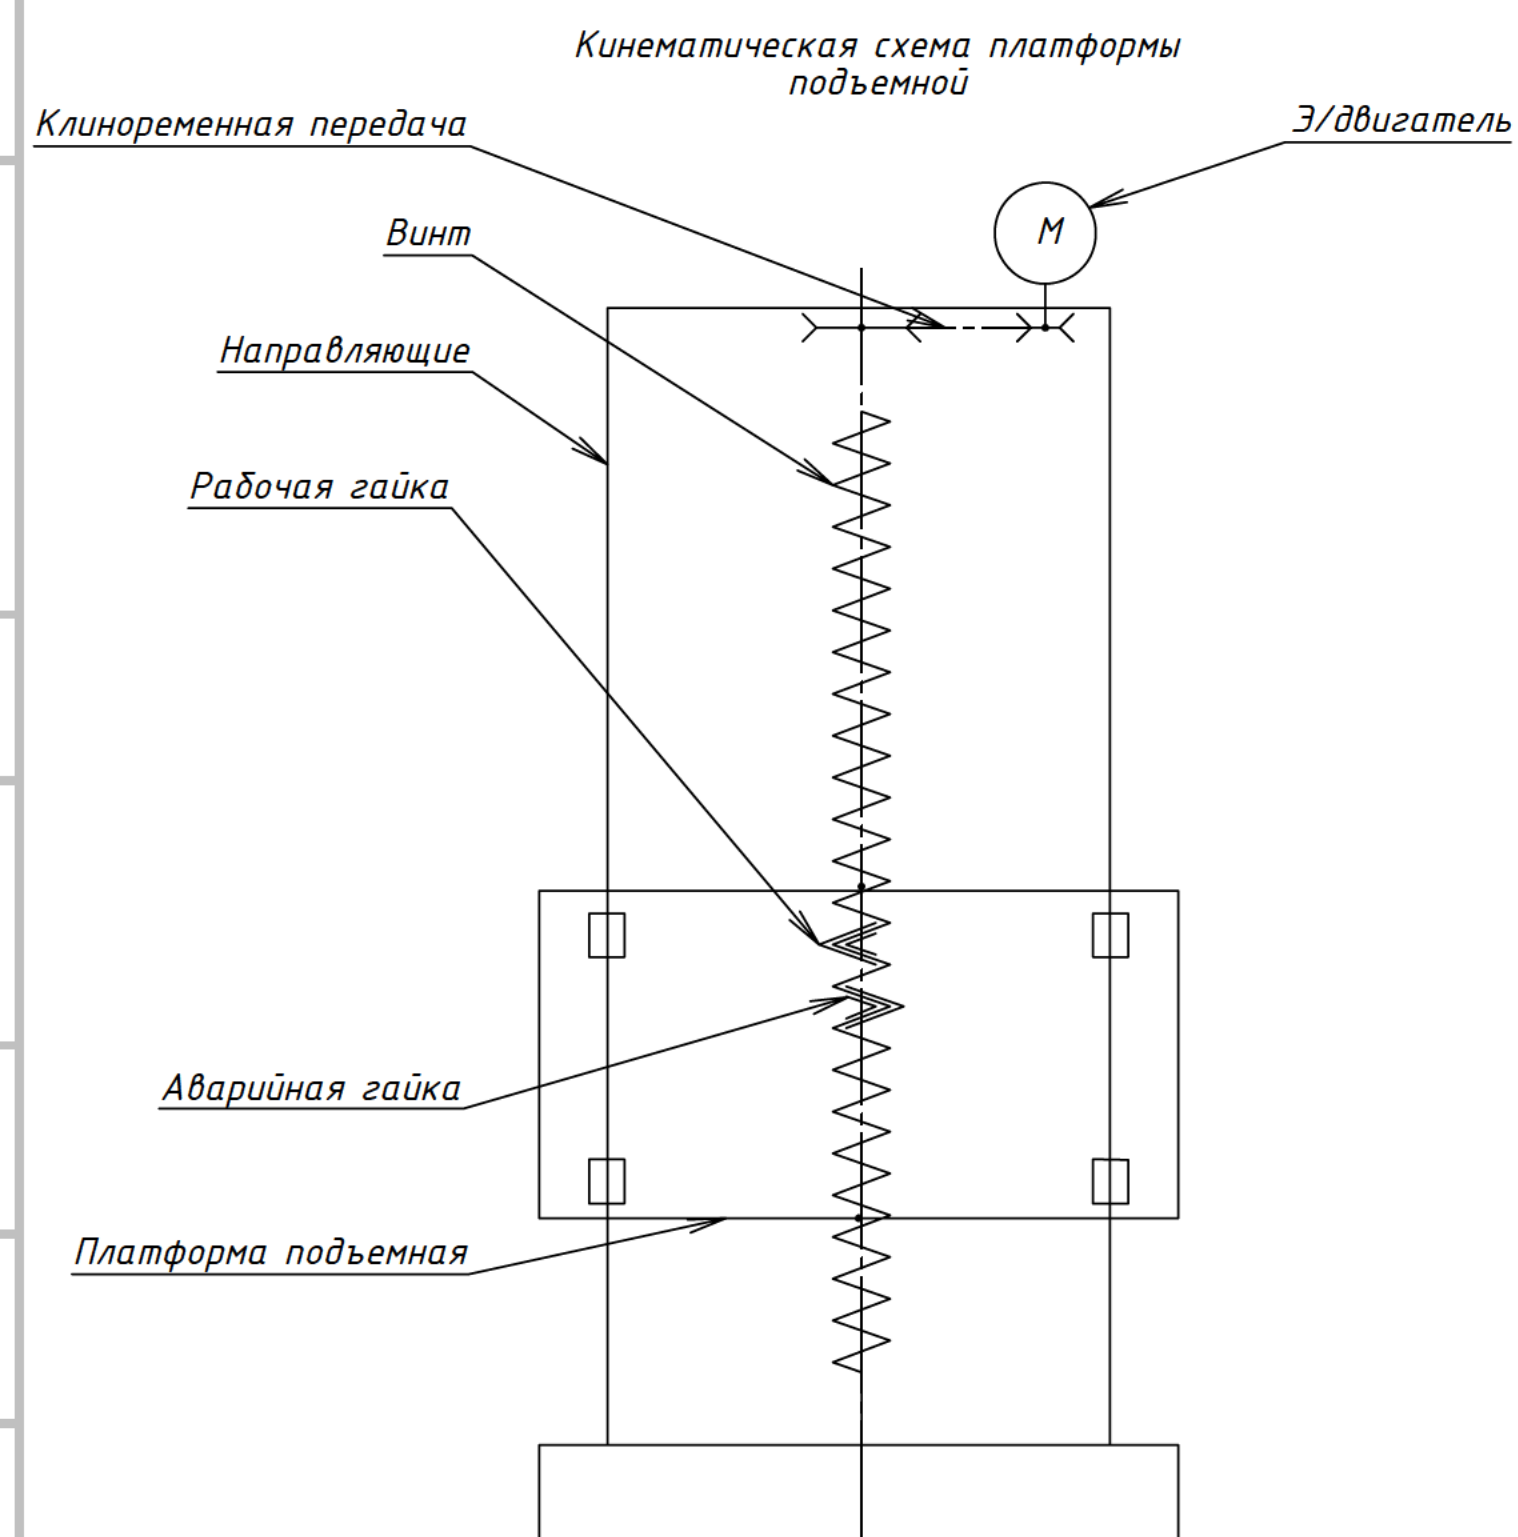 Кинематическая схема платформы
подъемной
Клиноременная передача
Э/двигатель
Винт
М
Направляющие
Рабочая гайка
Аварийная гайка
Платформа подъемная